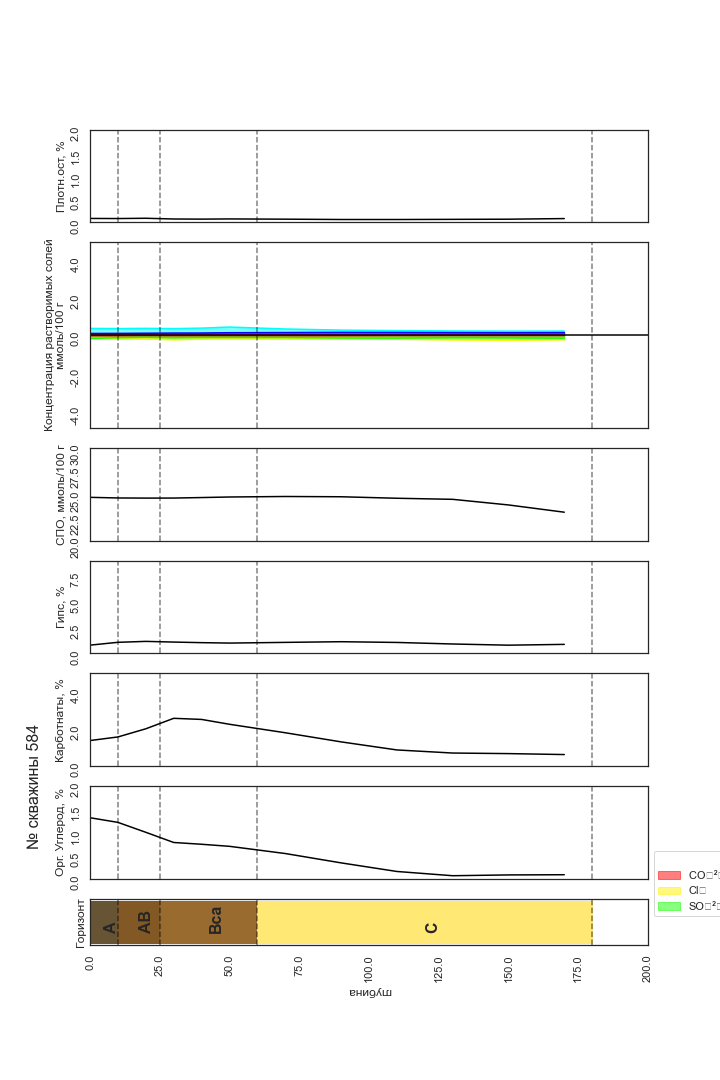 № скважины 584
Плотн.ост, %
0.0 0.5 1.0 1.5 2.0
Концентрация растворимых солей
ммоль/100 г
-4.0 -2.0 0.0 2.0 4.0
СПО, ммоль/100 г
20.0 22.5 25.0 27.5 30.0
Гипс, %
0.0 2.5 5.0 7.5
Карботнаты, %
0.0 2.0 4.0
Орг. Углерод, %
0.0 0.5 1.0 1.5 2.0
Горизонт
A AB Bca C
0.0 25.0 50.0 75.0 100.0 125.0 150.0 175.0 200.0
глубина
CO□²□
Cl□
SO□²□